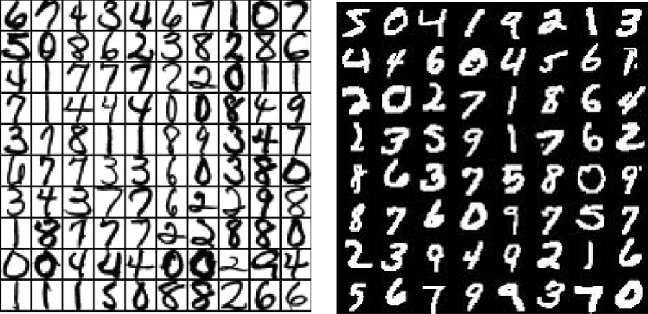 6 7 4 3 4 6 7 1 0 7
5 0 8 6 2 3 8 2 8 6
4 1 7 7 7 2 2 0 1 1
7 1 4 4 4 0 0 8 4 9
3 7 8 1 1 8 9 3 4 7
6 7 7 3 3 6 0 3 8 0
3 4 3 7 7 6 2 2 9 8
1 8 7 7 7 2 2 8 8 0
0 0 4 4 4 0 0 2 9 4
1 1 1 5 0 8 8 2 6 6
5 0 4 1 9 2 1 3
4 4 6 0 4 5 6 1
2 0 2 7 1 8 6 4
1 3 5 9 1 7 6 2
8 6 3 7 5 8 0 9
8 7 6 0 9 7 5 7
2 3 9 4 9 2 1 6
5 6 7 9 9 3 7 0